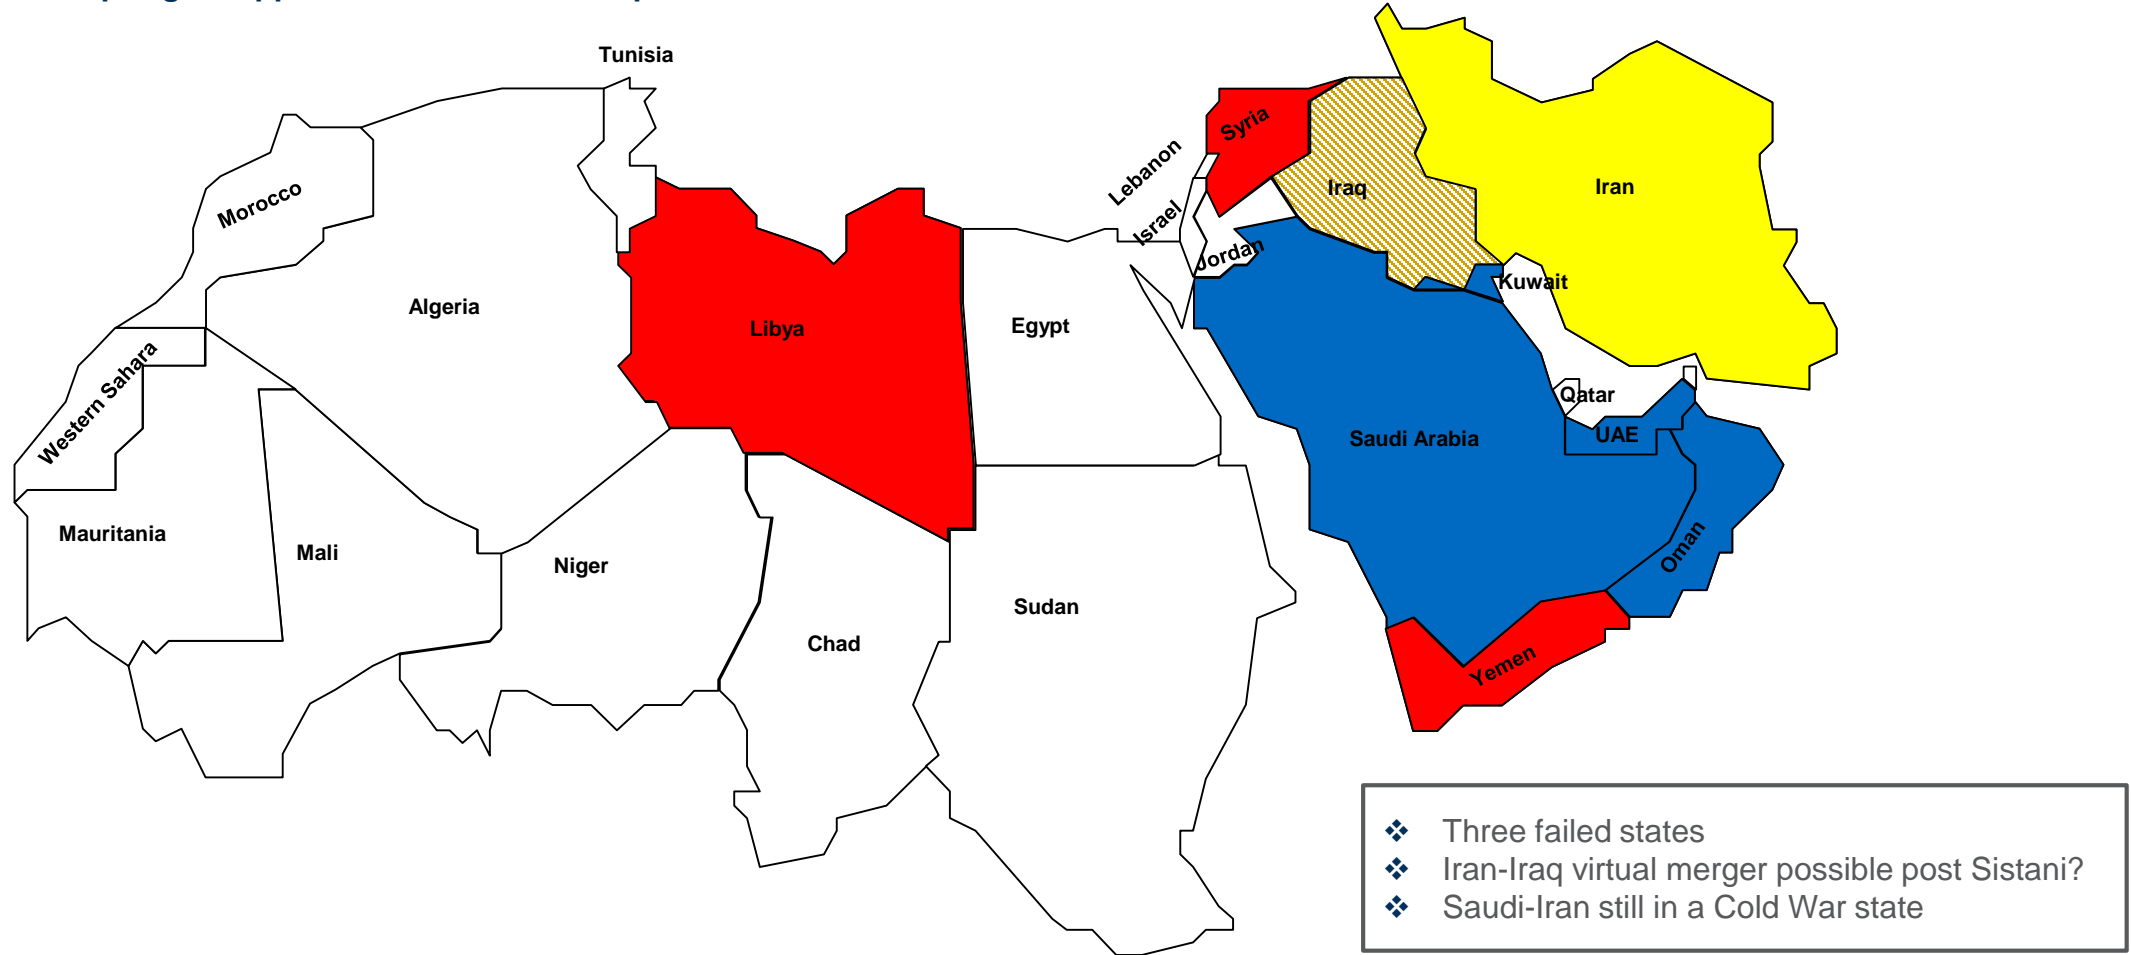 Tunisia
Morocco
Algeria
Western Sahara
Mauritania
Mali
Niger
Libya
Chad
Egypt
Sudan
Lebanon
Israel
Syria
Jordan
Iraq
Iran
Kuwait
Qatar
UAE
Saudi Arabia
Oman
Yemen
❖ Three failed states
❖ Iran-Iraq virtual merger possible post Sistani?
❖ Saudi-Iran still in a Cold War state